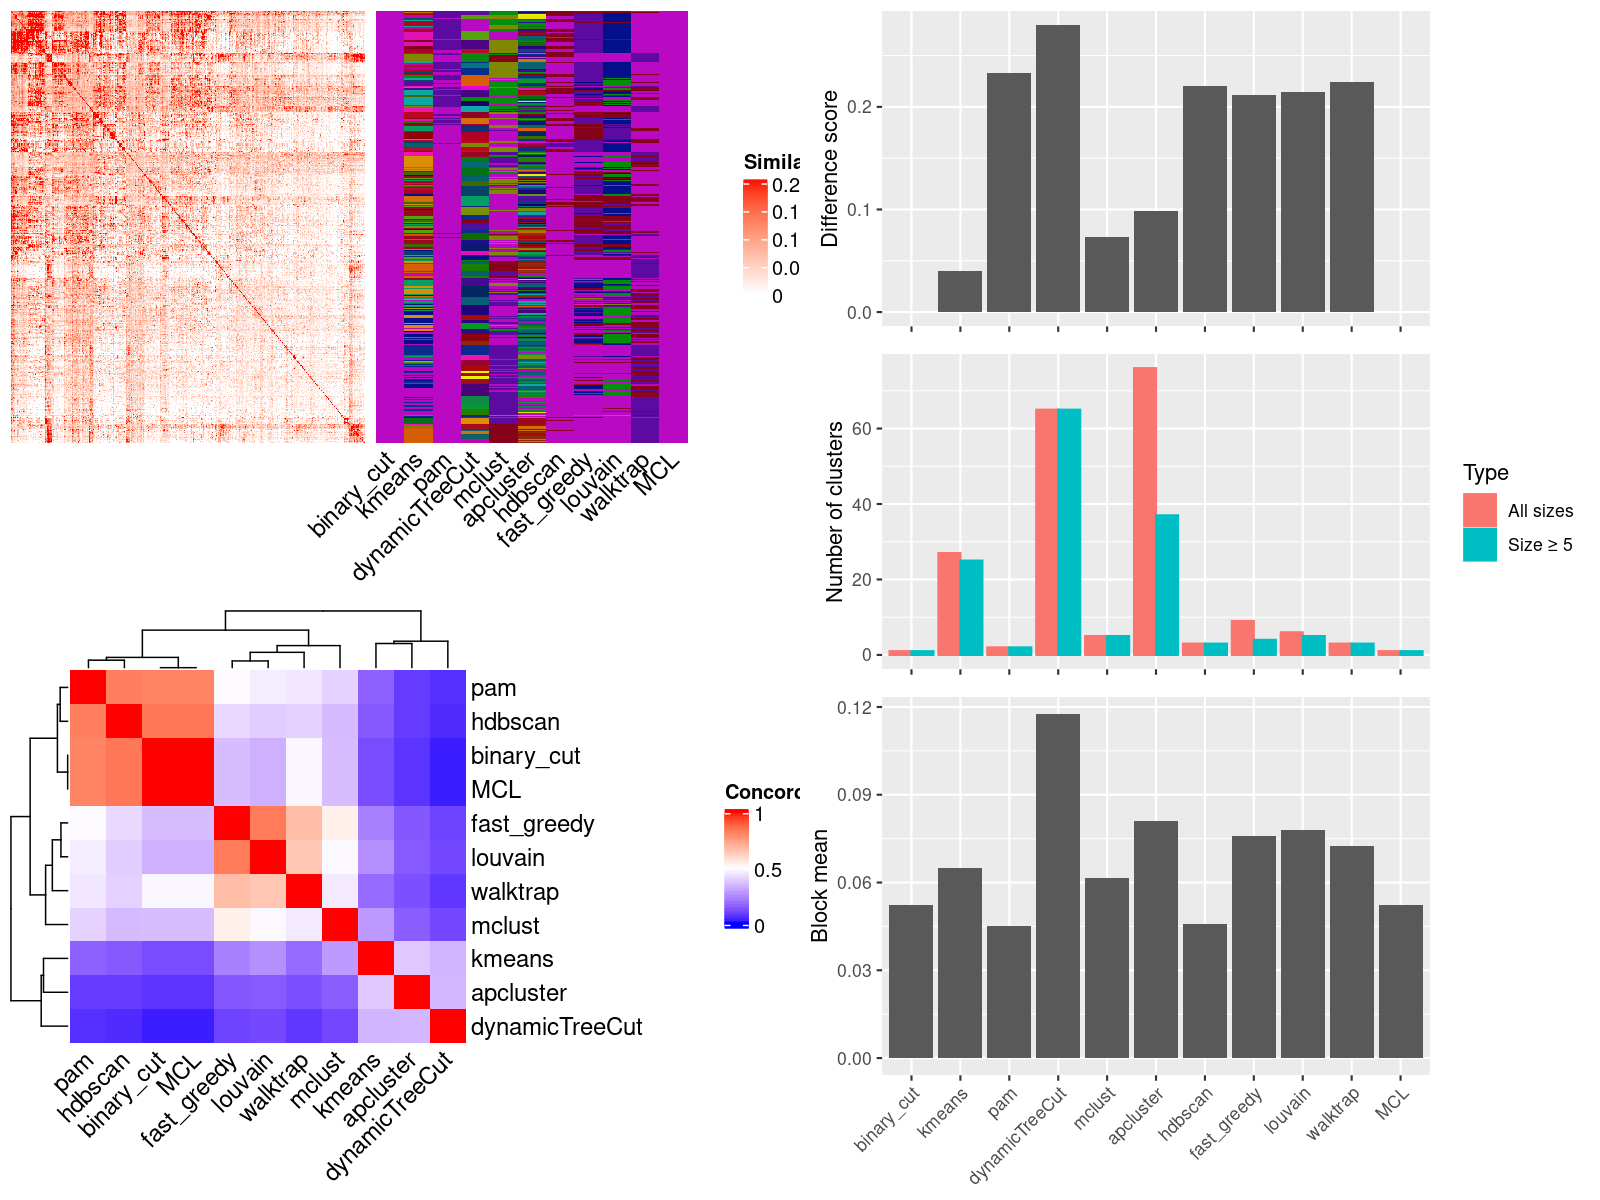 Simila
0.2
0.1
0.1
0.0
0
binary_cut
kmeans
pam
dynamicTreeCut
mclust
apcluster
hdbscan
fast_greedy
louvain
walktrap
MCL
pam
hdbscan
binary_cut
MCL
fast_greedy
louvain
walktrap
mclust
kmeans
apcluster
dynamicTreeCut
pam
hdbscan
binary_cut
MCL
fast_greedy
louvain
walktrap
mclust
kmeans
apcluster
dynamicTreeCut
Concord
1
0.5
0
Difference score
0.2
0.1
0.0
Number of clusters
60
40
20
0
Type
All sizes
Size ≥ 5
Block mean
0.12
0.09
0.06
0.03
0.00
binary_cut
kmeans
pam
dynamicTreeCut
mclust
apcluster
hdbscan
fast_greedy
louvain
walktrap
MCL